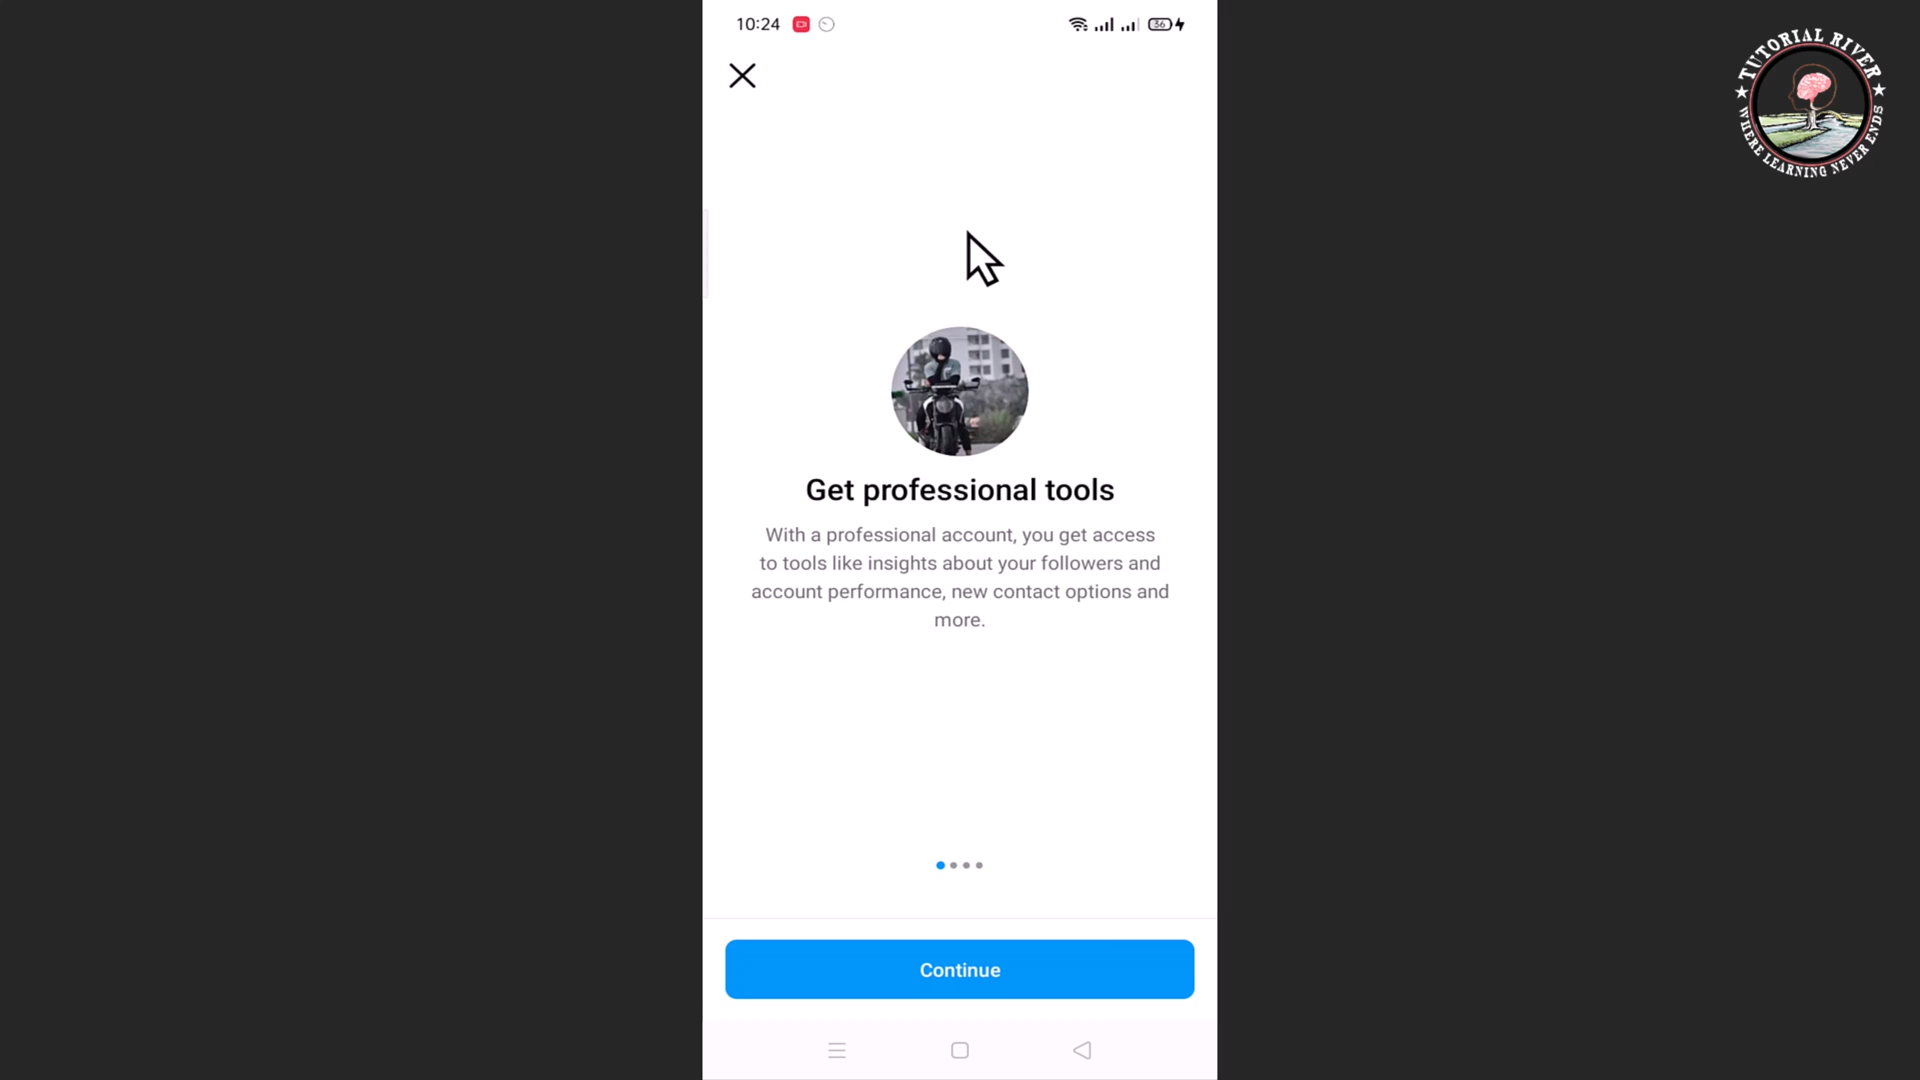 10:24
36
TUTORIAL RIVER
WHERE LEARNING NEVER ENDS
Get professional tools
With a professional account, you get access
to tools like insights about your followers and
account performance, new contact options and
more.
Continue